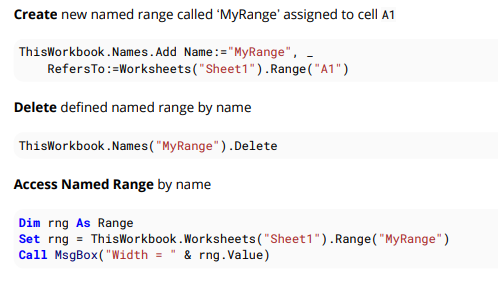 Create new named range called ‘MyRange’ assigned to cell A1
ThisWorkbook.Names.Add Name:="MyRange", _
    RefersTo:=Worksheets("Sheet1").Range("A1")
Delete defined named range by name
ThisWorkbook.Names("MyRange").Delete
Access Named Range by name
Dim rng As Range
Set rng = ThisWorkbook.Worksheets("Sheet1").Range("MyRange")
Call MsgBox("Width = " & rng.Value)